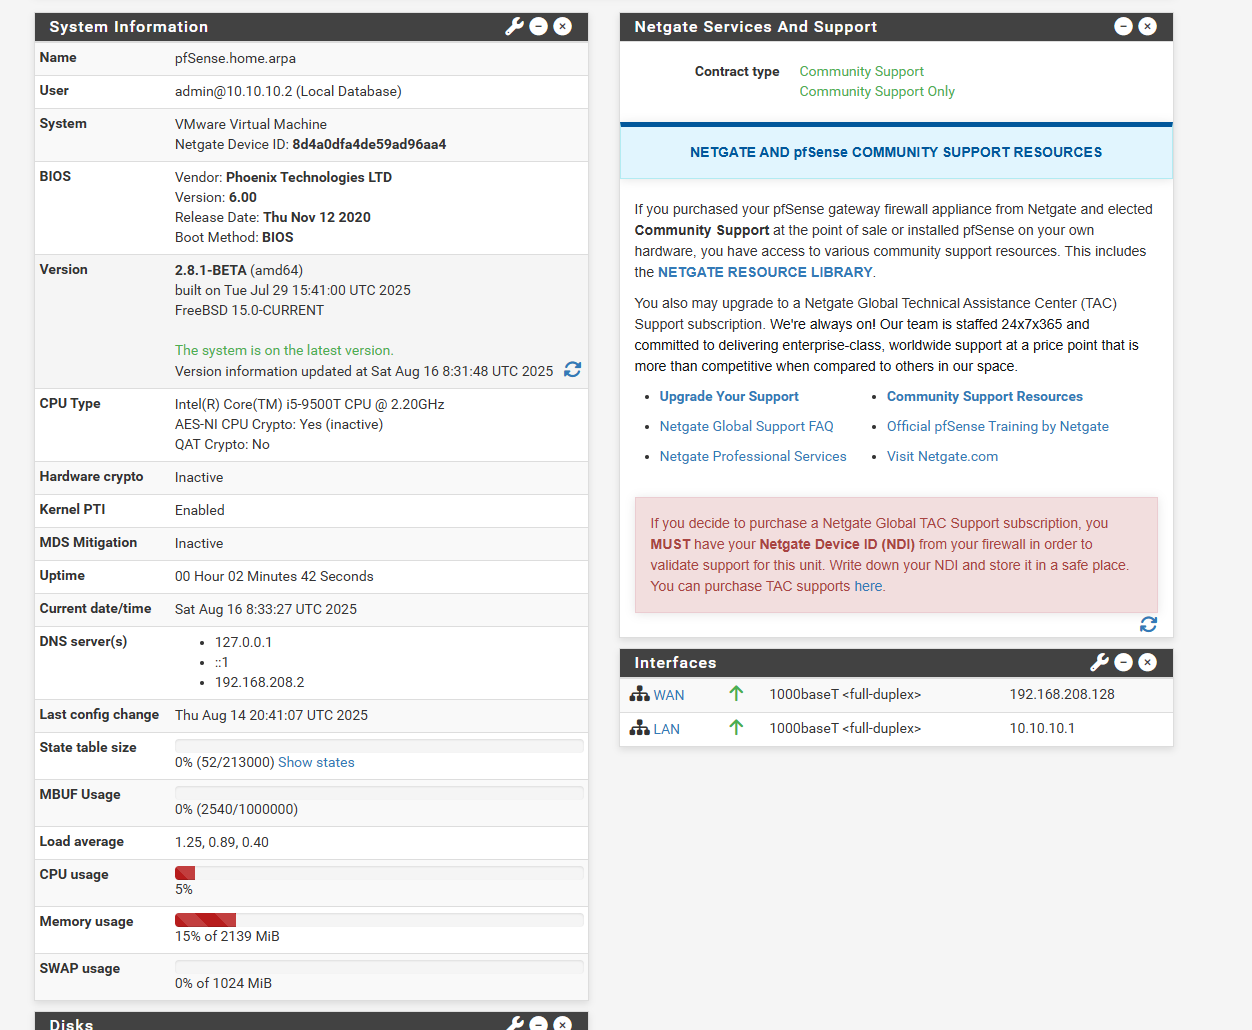 System Information
Name pfSense.home.arpa
User admin@10.10.10.2 (Local Database)
System VMware Virtual Machine
Netgate Device ID: 8d4a0dfa4de59ad96aa4
BIOS Vendor: Phoenix Technologies LTD
Version: 6.00
Release Date: Thu Nov 12 2020
Boot Method: BIOS
Version 2.8.1-BETA (amd64)
built on Tue Jul 29 15:41:00 UTC 2025
FreeBSD 15.0-CURRENT
The system is on the latest version.
Version information updated at Sat Aug 16 8:31:48 UTC 2025
CPU Type Intel(R) Core(TM) i5-9500T CPU @ 2.20GHz
AES-NI CPU Crypto: Yes (inactive)
QAT Crypto: No
Hardware crypto Inactive
Kernel PTI Enabled
MDS Mitigation Inactive
Uptime 00 Hour 02 Minutes 42 Seconds
Current date/time Sat Aug 16 8:33:27 UTC 2025
DNS server(s) • 127.0.0.1
• ::1
• 192.168.208.2
Last config change Thu Aug 14 20:41:07 UTC 2025
State table size
0% (52/213000) Show states
MBUF Usage
0% (2540/1000000)
Load average 1.25, 0.89, 0.40
CPU usage
5%
Memory usage
15% of 2139 MiB
SWAP usage
0% of 1024 MiB
Disks
Netgate Services And Support
Contract type Community Support
Community Support Only
NETGATE AND pfSense COMMUNITY SUPPORT RESOURCES
If you purchased your pfSense gateway firewall appliance from Netgate and elected
Community Support at the point of sale or installed pfSense on your own
hardware, you have access to various community support resources. This includes
the NETGATE RESOURCE LIBRARY.
You also may upgrade to a Netgate Global Technical Assistance Center (TAC)
Support subscription. We're always on! Our team is staffed 24x7x365 and
committed to delivering enterprise-class, worldwide support at a price point that is
more than competitive when compared to others in our space.
• Upgrade Your Support • Community Support Resources
• Netgate Global Support FAQ • Official pfSense Training by Netgate
• Netgate Professional Services • Visit Netgate.com
If you decide to purchase a Netgate Global TAC Support subscription, you
MUST have your Netgate Device ID (NDI) from your firewall in order to
validate support for this unit. Write down your NDI and store it in a safe place.
You can purchase TAC supports here.
Interfaces
WAN 1000baseT <full-duplex> 192.168.208.128
LAN 1000baseT <full-duplex> 10.10.10.1